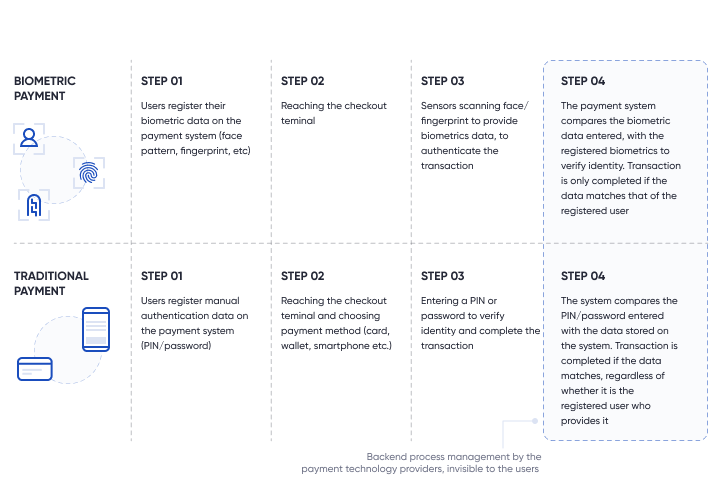 BIOMETRIC
PAYMENT
STEP 01
Users register their
biometric data on the
payment system (face
pattern, fingerprint, etc)
STEP 02
Reaching the checkout
teminal
STEP 03
Sensors scanning face/
fingerprint to provide
biometrics data, to
authenticate the
transaction
STEP 04
The payment system
compares the biometric
data entered, with the
registered biometrics to
verify identity. Transaction
is only completed if the
data matches that of the
registered user
TRADITIONAL
PAYMENT
STEP 01
Users register manual
authentication data on
the payment system
(PIN/password)
STEP 02
Reaching the checkout
teminal and choosing
payment method (card,
wallet, smartphone etc.)
STEP 03
Entering a PIN or
password to verify
identity and complete the
transaction
STEP 04
The system compares the
PIN/password entered
with the data stored on
the system. Transaction is
completed if the data
matches, regardless of
whether it is the
registered user who
provides it
Backend process management by the
payment technology providers, invisible to the users